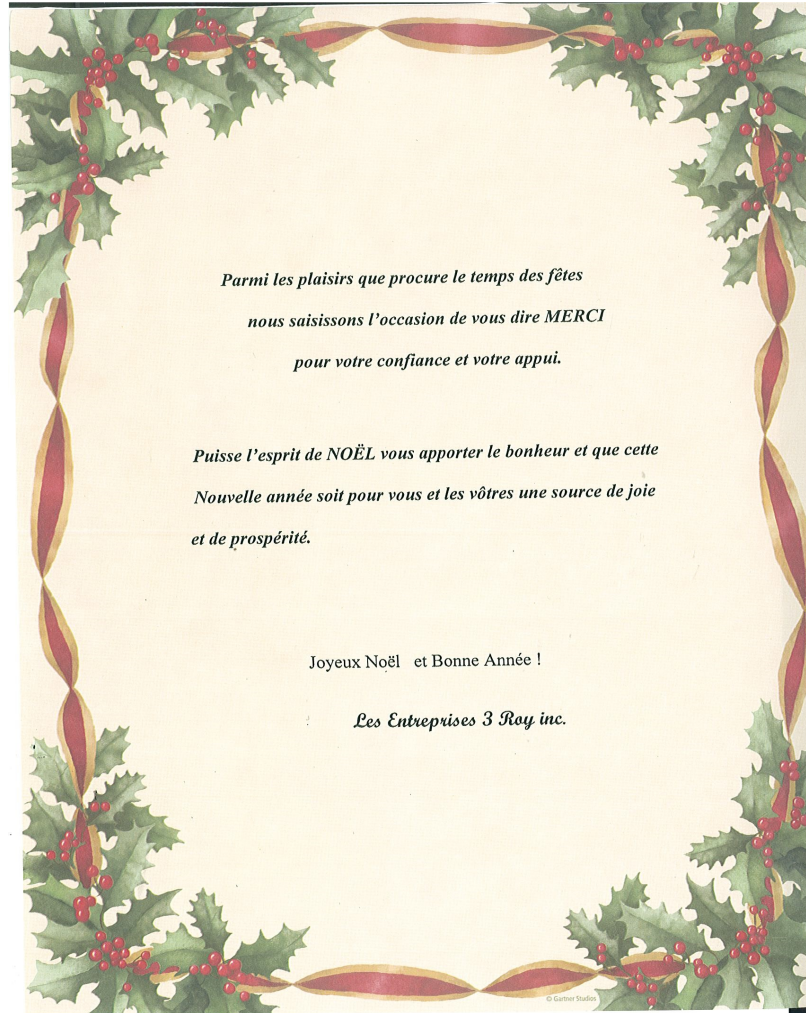 Parmi les plaisirs que procure le temps des fêtes
nous saisissons l'occasion de vous dire MERCI
pour votre confiance et votre appui.
Puisse l'esprit de NOËL vous apporter le bonheur et que cette
Nouvelle année soit pour vous et les vôtres une source de joie
et de prospérité.
Joyeux Noël et Bonne Année !
Les Entreprises 3 Roy inc.
© Gartner Studios